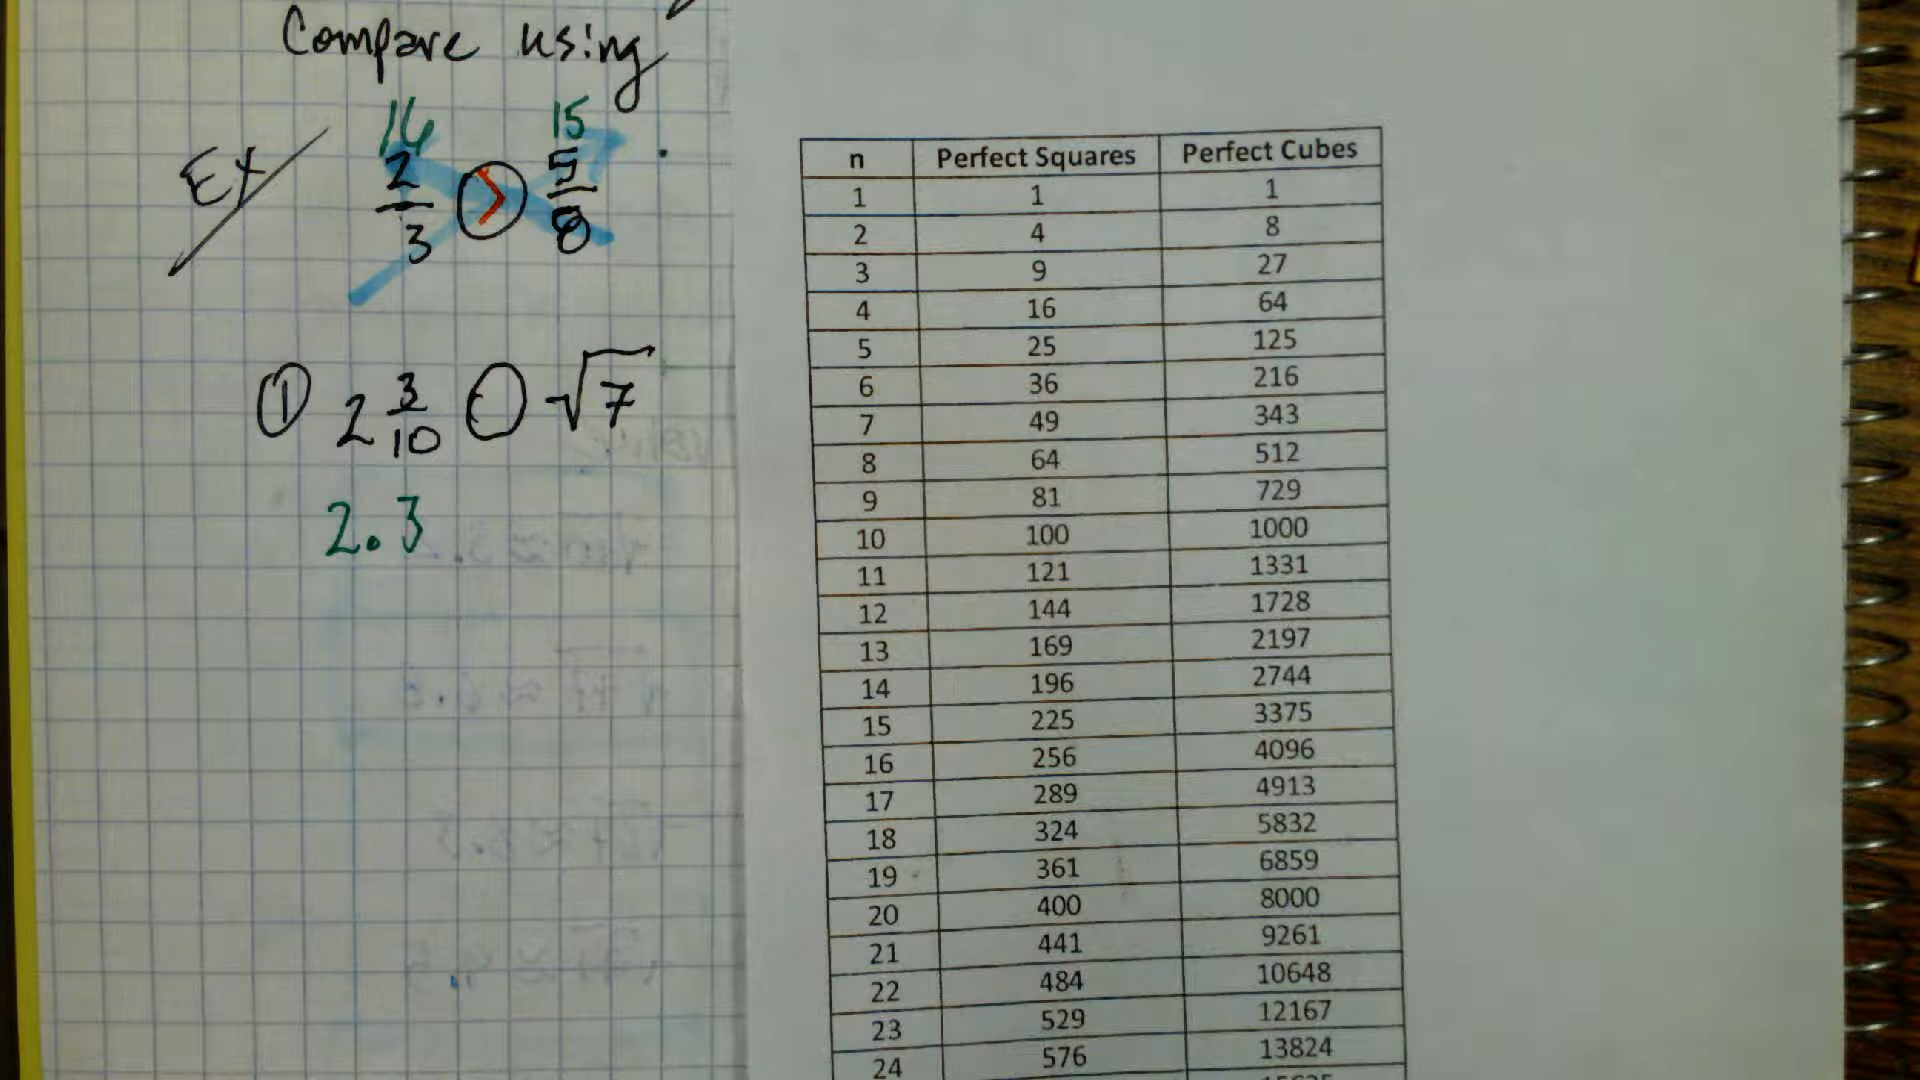 Compare using
16 15
Ex 2/3 > 5/8
① 2 3/10 ◯ √7
2.3
n Perfect Squares Perfect Cubes
1 1 1
2 4 8
3 9 27
4 16 64
5 25 125
6 36 216
7 49 343
8 64 512
9 81 729
10 100 1000
11 121 1331
12 144 1728
13 169 2197
14 196 2744
15 225 3375
16 256 4096
17 289 4913
18 324 5832
19 361 6859
20 400 8000
21 441 9261
22 484 10648
23 529 12167
24 576 13824